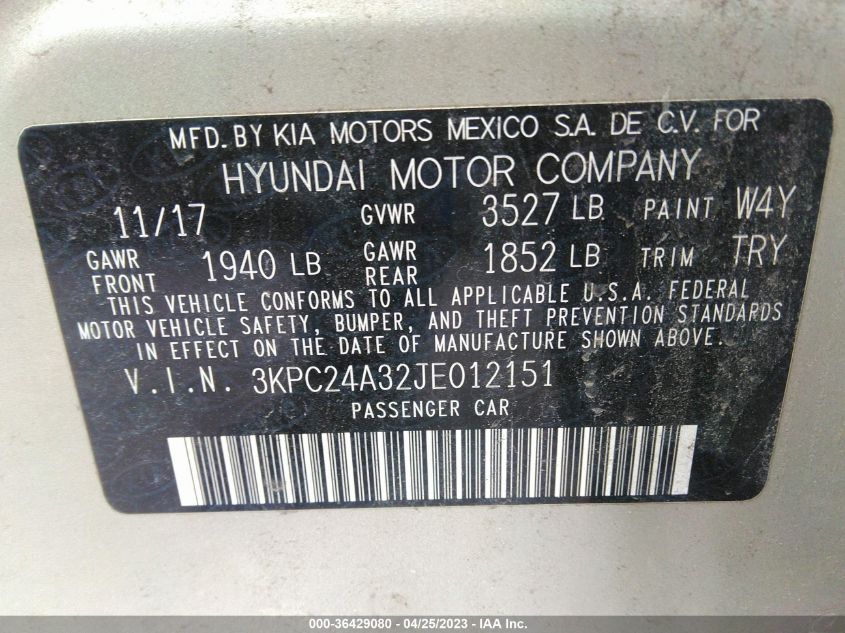 MFD. BY KIA MOTORS MEXICO S.A. DE C.V. FOR
HYUNDAI MOTOR COMPANY
11/17 GVWR 3527 LB PAINT W4Y
GAWR FRONT 1940 LB GAWR REAR 1852 LB TRIM TRY
THIS VEHICLE CONFORMS TO ALL APPLICABLE U.S.A. FEDERAL
MOTOR VEHICLE SAFETY, BUMPER, AND THEFT PREVENTION STANDARDS
IN EFFECT ON THE DATE OF MANUFACTURE SHOWN ABOVE.
V.I.N. 3KPC24A32JE012151
PASSENGER CAR
000-36429080 - 04/25/2023 - IAA Inc.